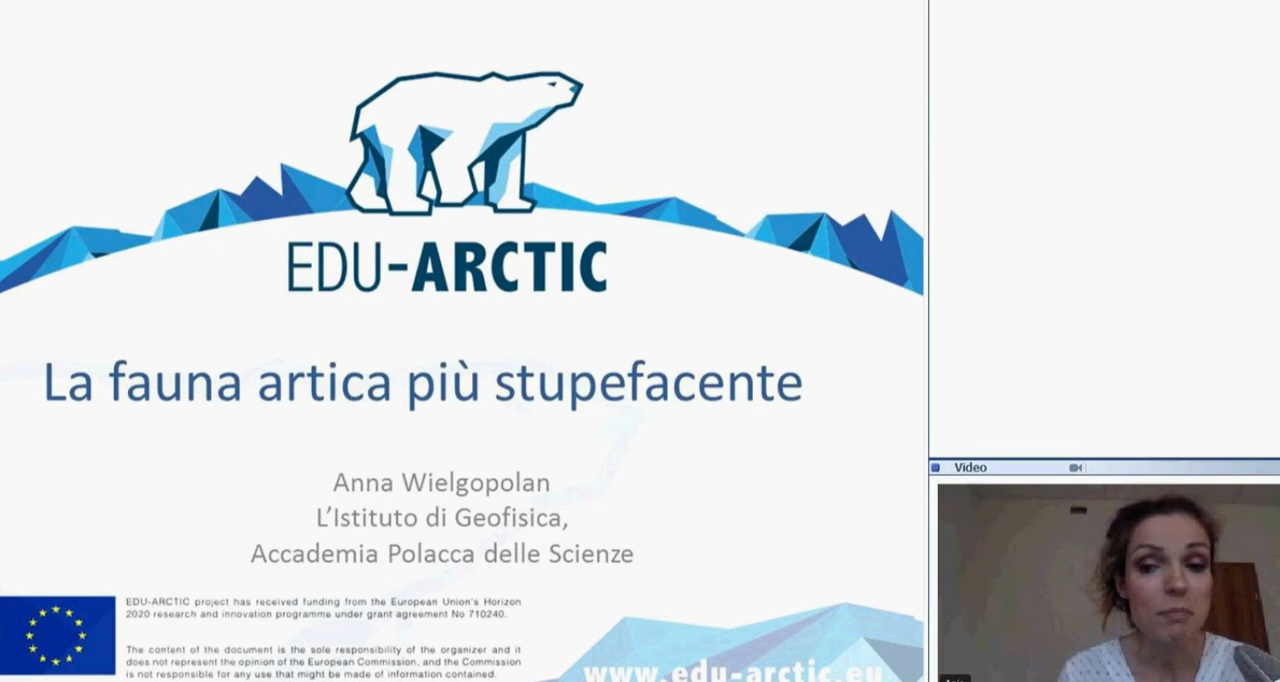 EDU-ARCTIC
La fauna artica più stupefacente
Anna Wielgopolan
L’Istituto di Geofisica,
Accademia Polacca delle Scienze
EDU-ARCTIC project has received funding from the European Union's Horizon
2020 research and innovation programme under grant agreement No 710240.
The content of the document is the sole responsibility of the organizer and it
does not represent the opinion of the European Commission, and the Commission
is not responsible for any use that might be made of information contained.
www.edu-arctic.eu
Video